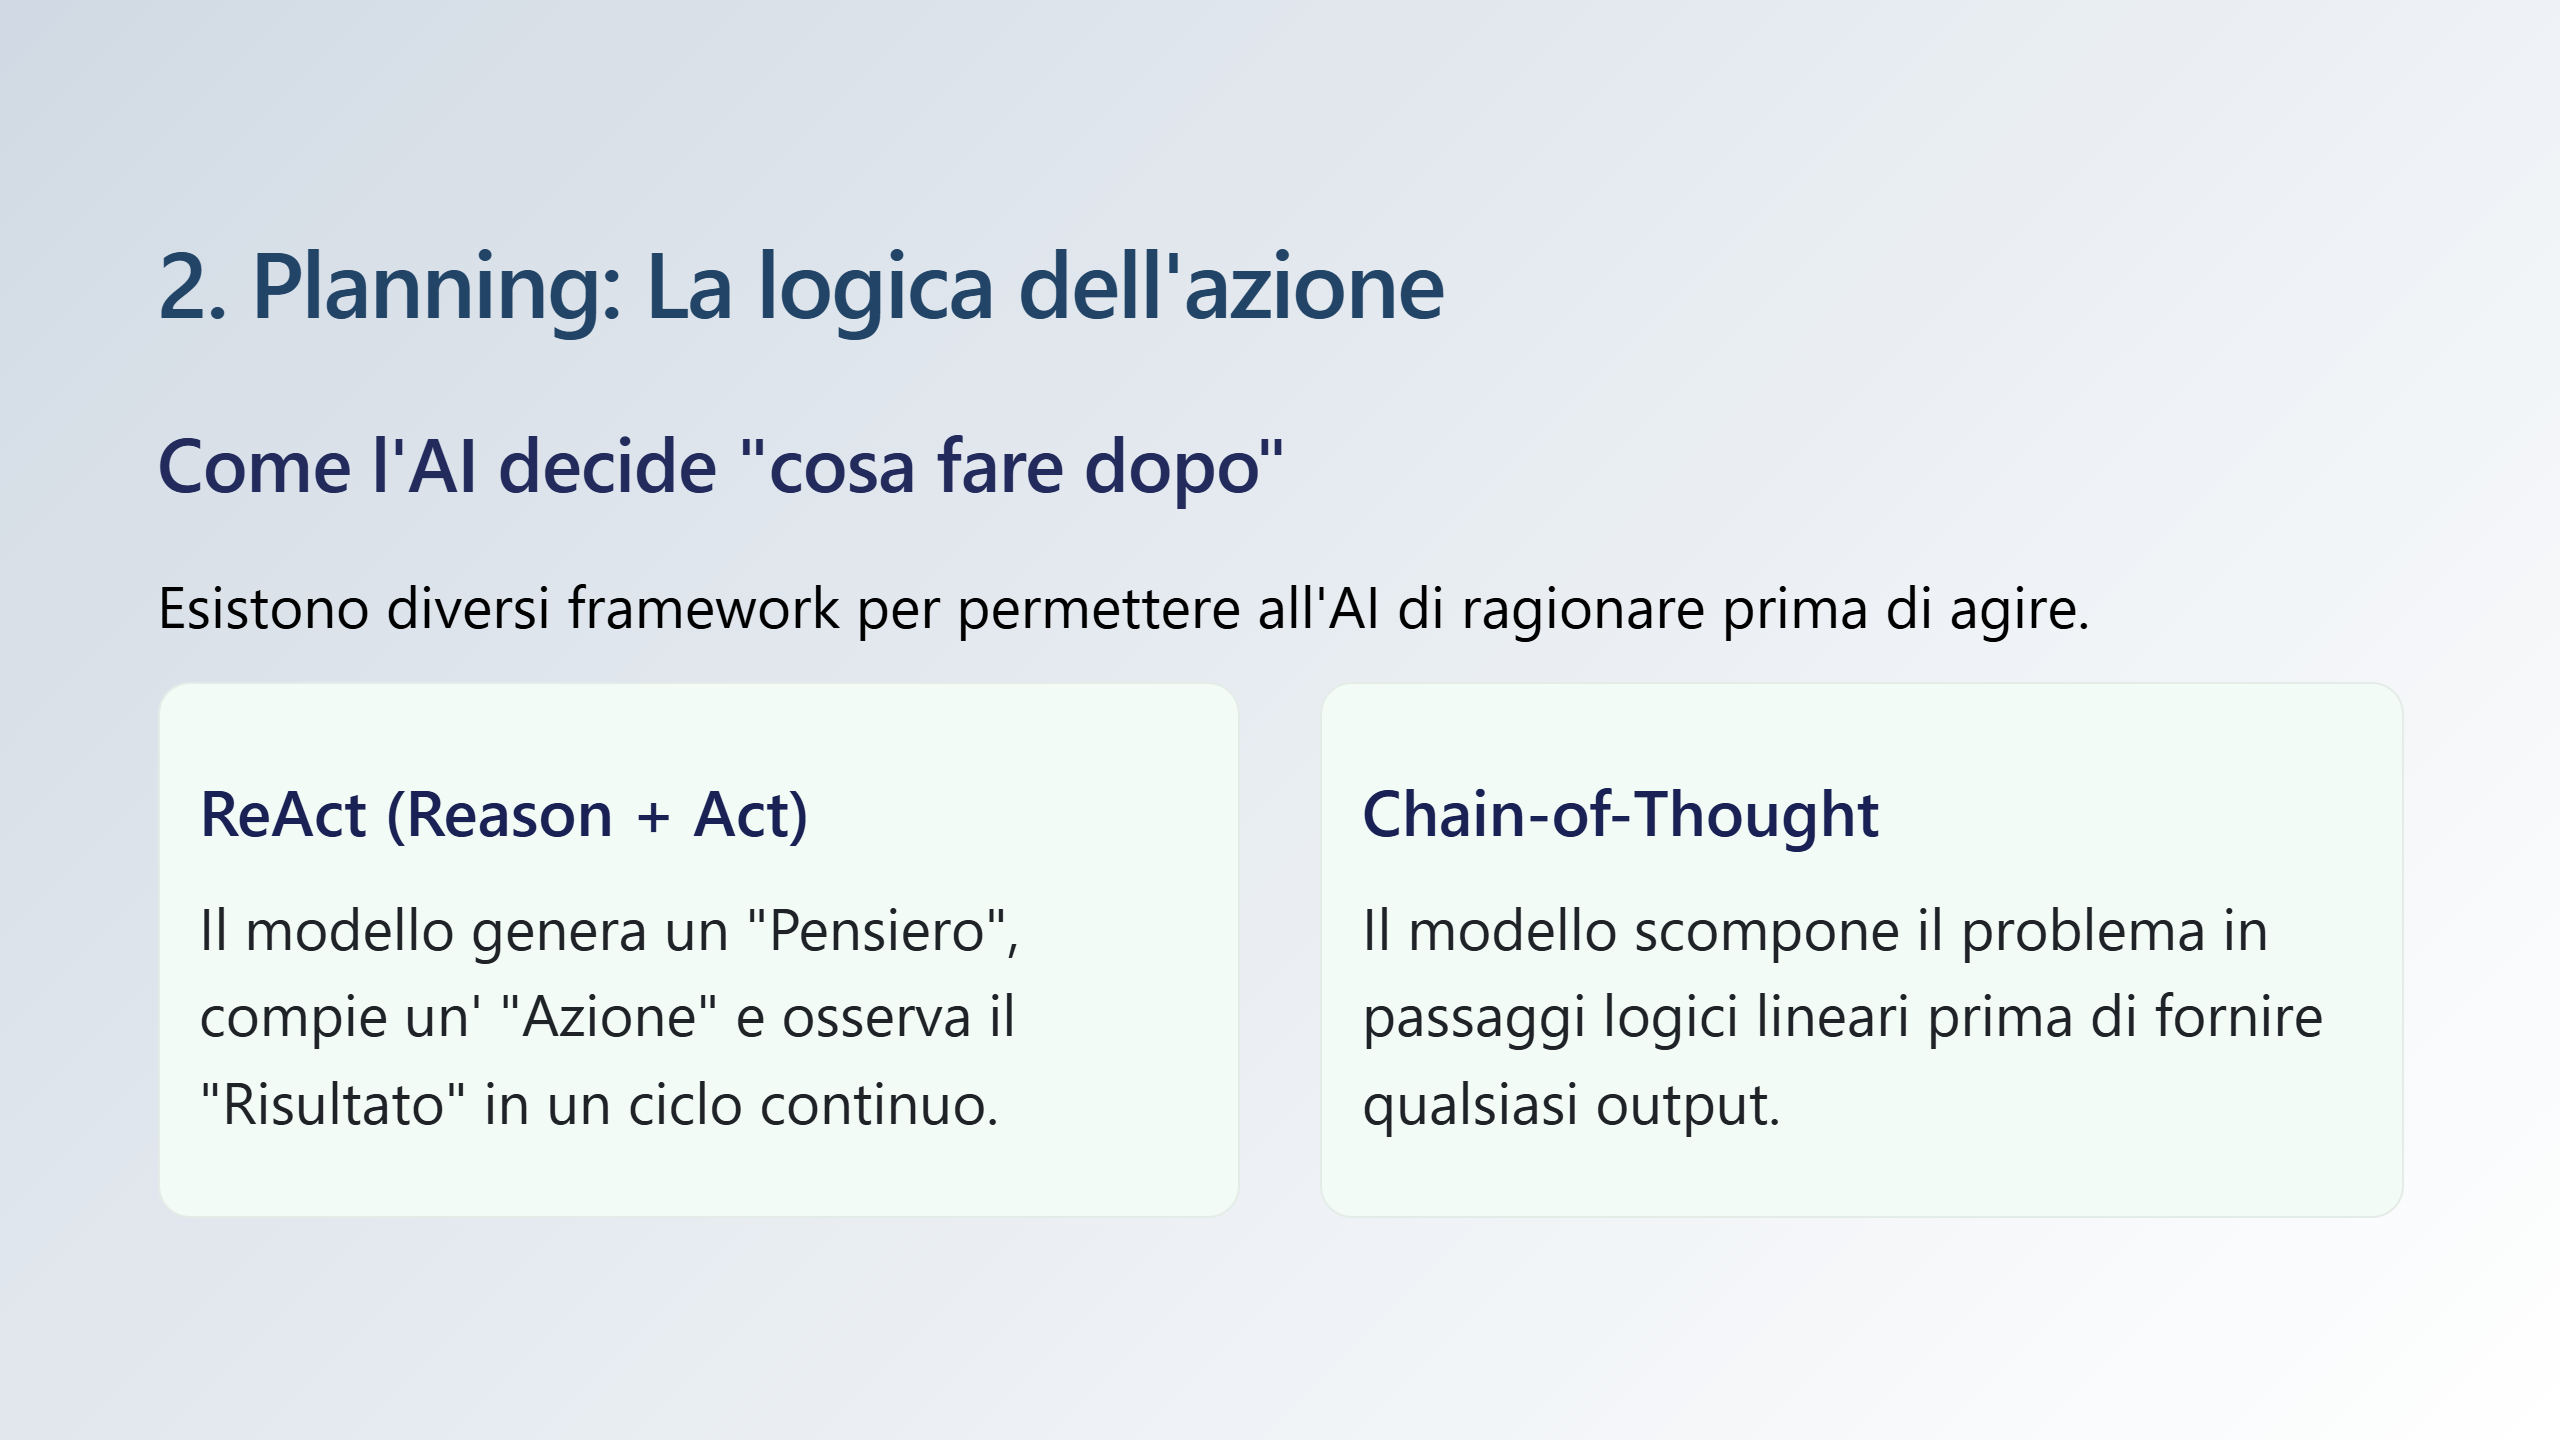 2. Planning: La logica dell'azione
Come l'AI decide "cosa fare dopo"
Esistono diversi framework per permettere all'AI di ragionare prima di agire.
ReAct (Reason + Act)
Il modello genera un "Pensiero",
compie un' "Azione" e osserva il
"Risultato" in un ciclo continuo.
Chain-of-Thought
Il modello scompone il problema in
passaggi logici lineari prima di fornire
qualsiasi output.